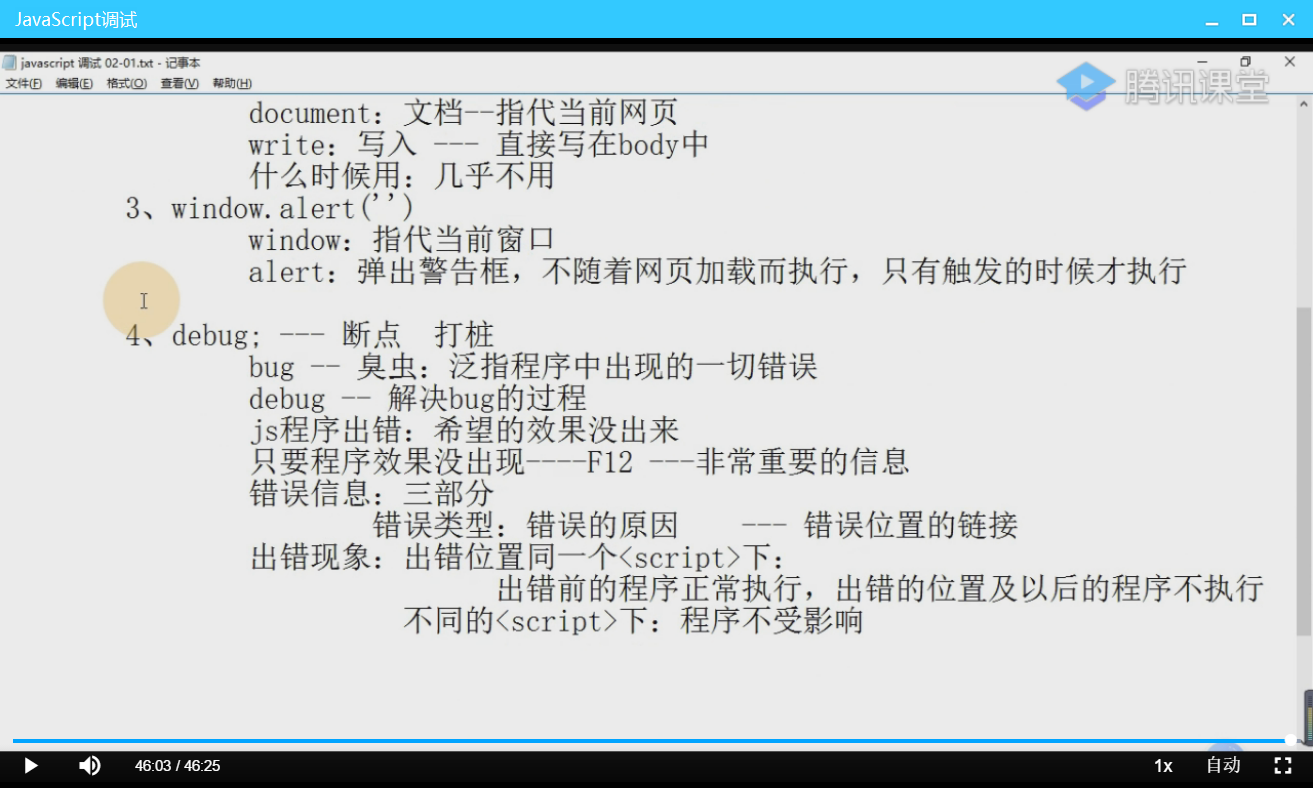 JavaScript调试
javascript 调试 02-01.txt - 记事本
文件(F) 编辑(E) 格式(O) 查看(V) 帮助(H)
腾讯课堂
document: 文档--指代当前网页
write: 写入 --- 直接写在body中
什么时候用: 几乎不用
3、window.alert('')
window: 指代当前窗口
alert: 弹出警告框, 不随着网页加载而执行, 只有触发的时候才执行
4、debug; --- 断点 打桩
bug -- 臭虫: 泛指程序中出现的一切错误
debug -- 解决bug的过程
js程序出错: 希望的效果没出来
只要程序效果没出现----F12 ---非常重要的信息
错误信息: 三部分
错误类型: 错误的原因 --- 错误位置的链接
出错现象: 出错位置同一个<script>下:
出错前的程序正常执行, 出错的位置及以后的程序不执行
不同的<script>下: 程序不受影响
46:03 / 46:25
1x 自动